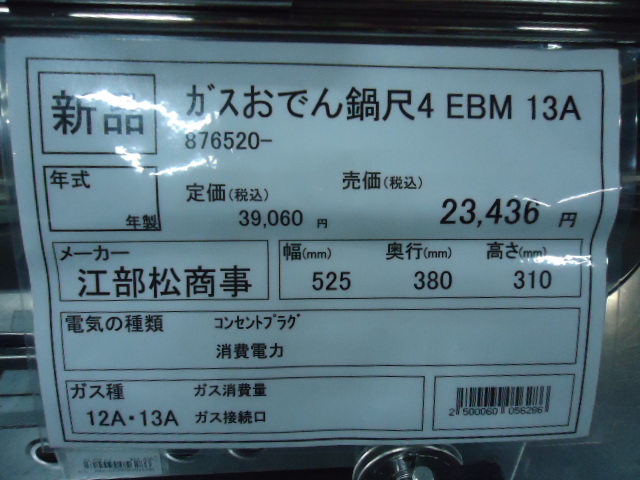 新品
ｶﾞｽおでん鍋尺4 EBM 13A
876520-
年式
年製
定価(税込)
39,060 円
売価(税込)
23,436 円
メーカー
江部松商事
幅(mm) 奥行(mm) 高さ(mm)
525 380 310
電気の種類 ｺﾝｾﾝﾄﾌﾟﾗｸﾞ
消費電力
ガス種 ガス消費量
12A・13A ガス接続口
2 500060 056286